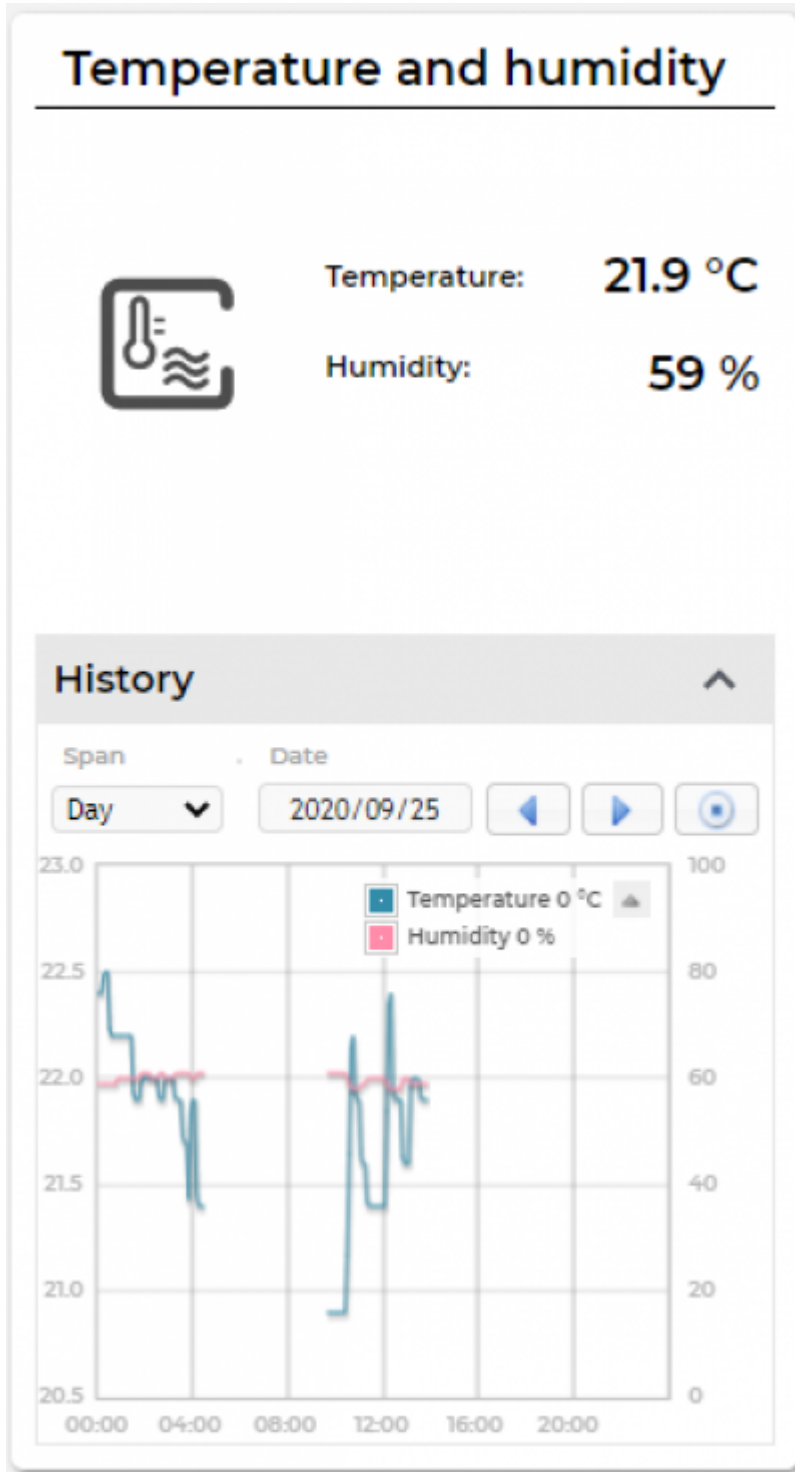 Temperature and humidity
Temperature: 21.9 °C
Humidity: 59 %
History
Span . Date
Day 2020/09/25
23.0 100
Temperature 0 °C
Humidity 0 %
22.5 80
22.0 60
21.5 40
21.0 20
20.5 0
00:00 04:00 08:00 12:00 16:00 20:00